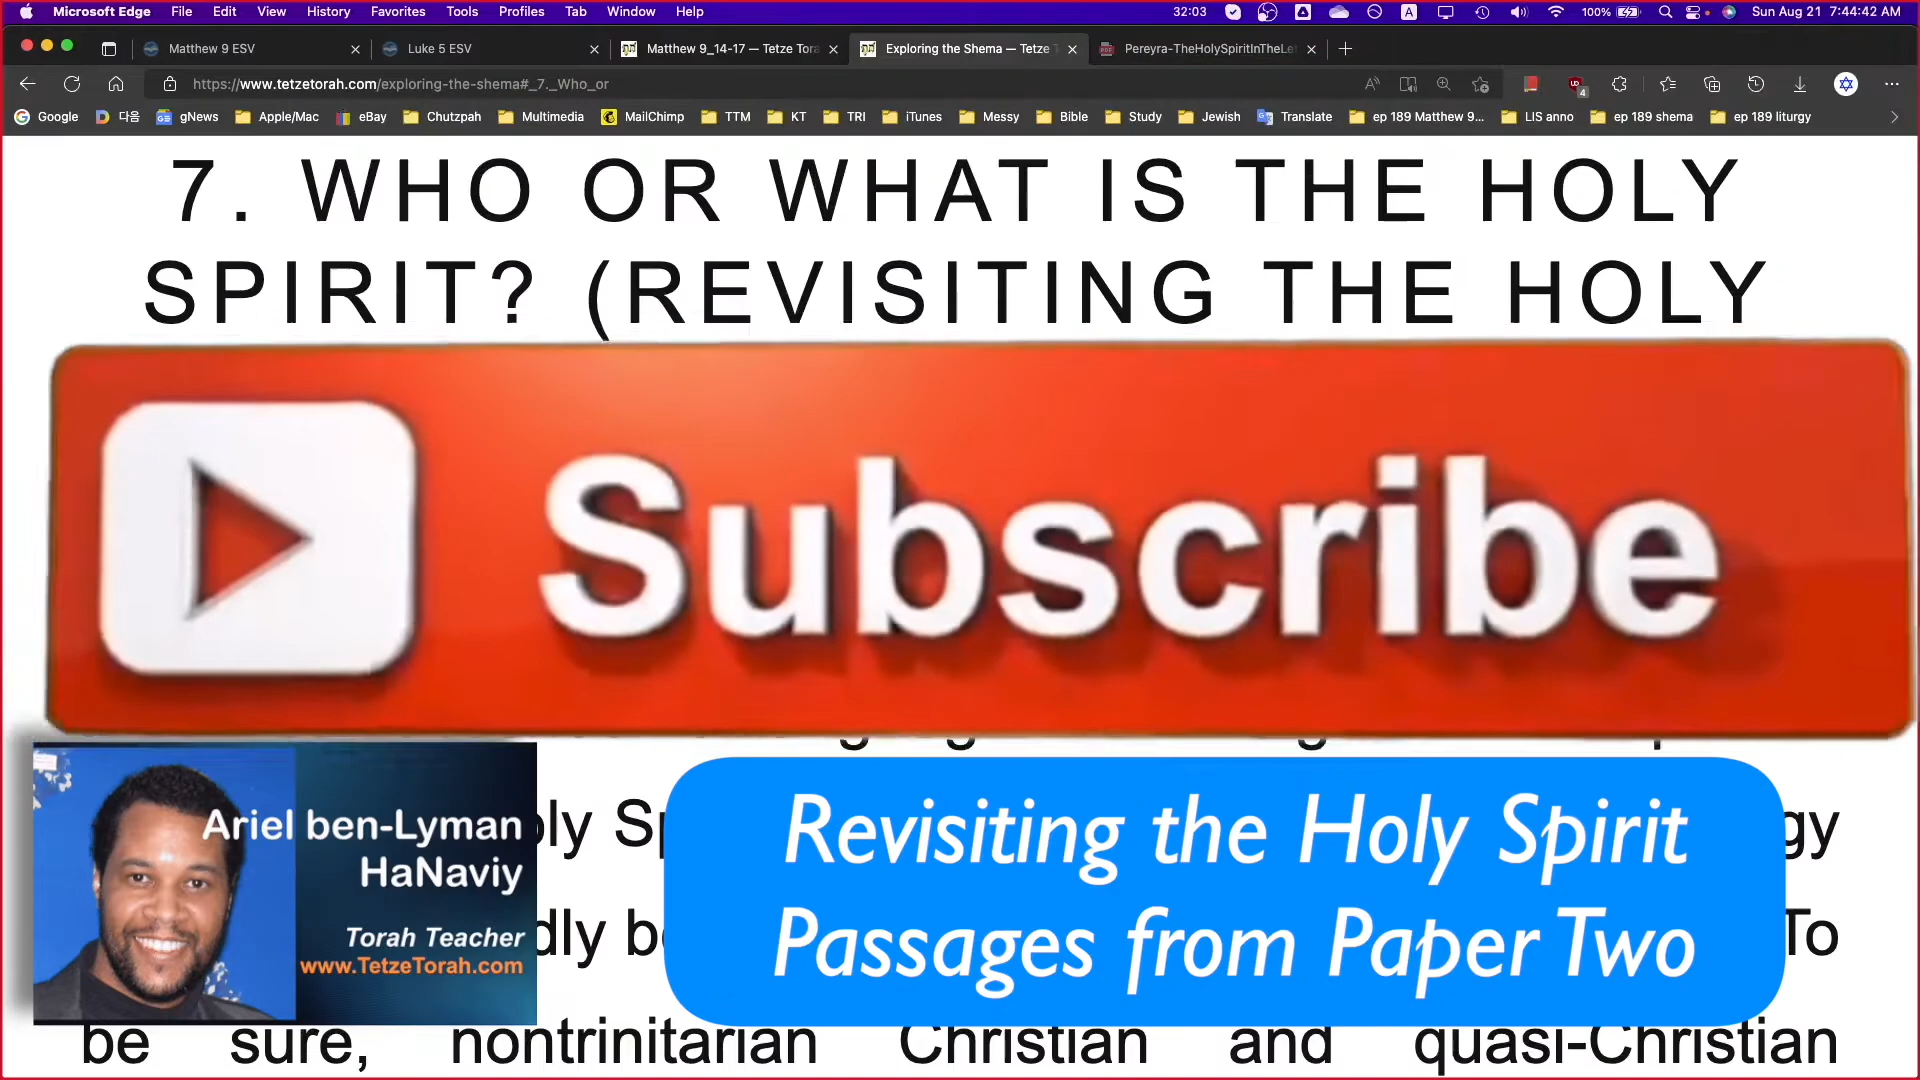 Microsoft Edge File Edit View History Favorites Tools Profiles Tab Window Help 32:03 A 100% Sun Aug 21 7:44:42 AM
Matthew 9 ESV Luke 5 ESV Matthew 9_14-17 — Tetze Tora Exploring the Shema — Tetze T Pereyra-TheHolySpiritInTheLet
https://www.tetzetorah.com/exploring-the-shema#_7._Who_or
Google 다음 gNews Apple/Mac eBay Chutzpah Multimedia MailChimp TTM KT TRI iTunes Messy Bible Study Jewish Translate ep 189 Matthew 9... LIS anno ep 189 shema ep 189 liturgy
7. WHO OR WHAT IS THE HOLY
SPIRIT? (REVISITING THE HOLY
Subscribe
Ariel ben-Lyman
HaNaviy
Torah Teacher
www.TetzeTorah.com
Revisiting the Holy Spirit
Passages from Paper Two
To
be sure, nontrinitarian Christian and quasi-Christian